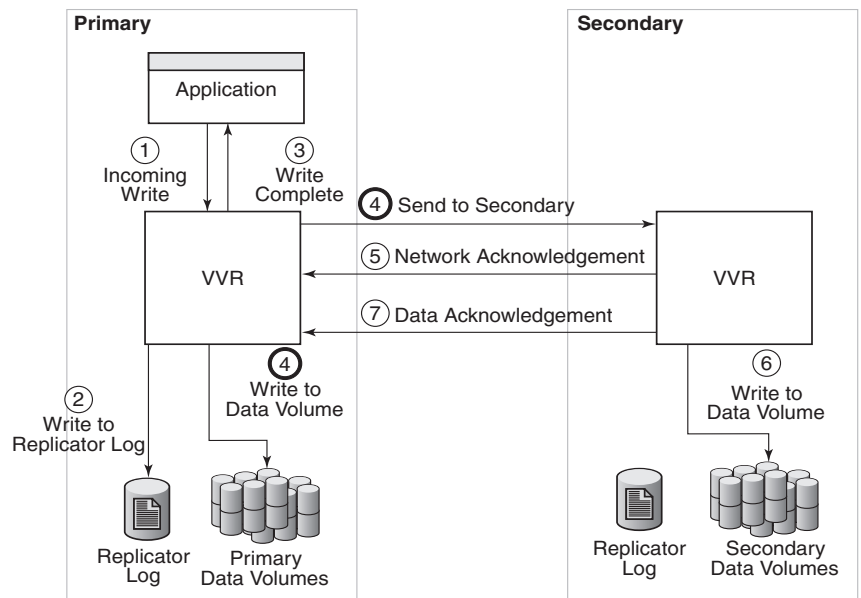 Primary
Secondary
Application
1
Incoming
Write
3
Write
Complete
4 Send to Secondary
5 Network Acknowledgement
VVR
VVR
7 Data Acknowledgement
4
Write to
Data Volume
6
Write to
Data Volume
2
Write to
Replicator Log
Replicator
Log
Primary
Data Volumes
Replicator
Log
Secondary
Data Volumes